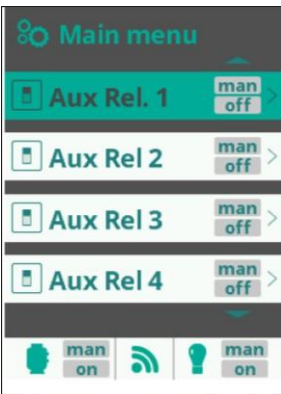 Main menu
Aux Rel. 1 man
off
Aux Rel 2 man
off
Aux Rel 3 man
off
Aux Rel 4 man
off
man man
on on